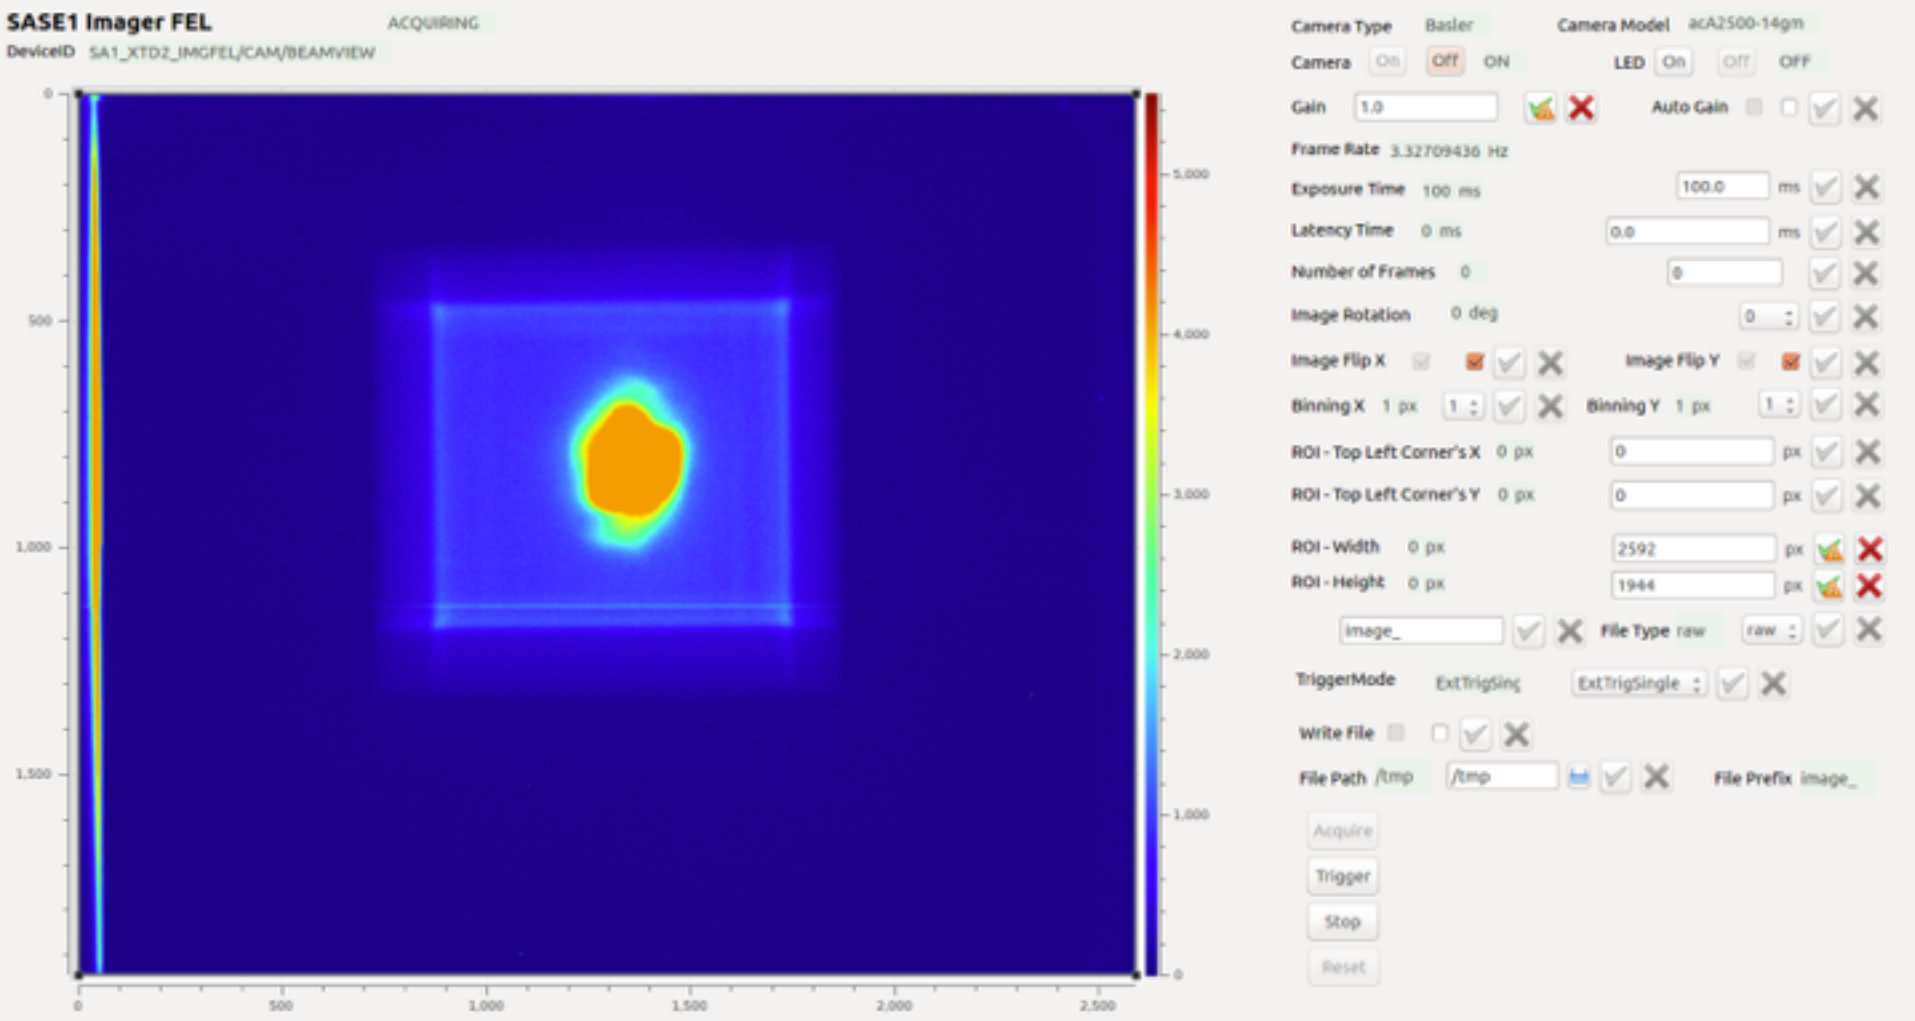 SASE1 Imager FEL ACQUIRING
DeviceID SA1_XTD2_IMGFEL/CAM/BEAMVIEW
0
500
1,000
1,500
0 500 1,000 1,500 2,000 2,500
5,000
4,000
3,000
2,000
1,000
0
Camera Type Basler Camera Model acA2500-14gm
Camera On Off ON LED On Off OFF
Gain 1.0 Auto Gain
Frame Rate 3.32709436 Hz
Exposure Time 100 ms 100.0 ms
Latency Time 0 ms 0.0 ms
Number of Frames 0 0
Image Rotation 0 deg 0
Image Flip X Image Flip Y
Binning X 1 px 1 Binning Y 1 px 1
ROI - Top Left Corner's X 0 px 0 px
ROI - Top Left Corner's Y 0 px 0 px
ROI - Width 0 px 2592 px
ROI - Height 0 px 1944 px
image_ File Type raw raw
TriggerMode ExtTrigSing ExtTrigSingle
Write File
File Path /tmp /tmp File Prefix image_
Acquire
Trigger
Stop
Reset